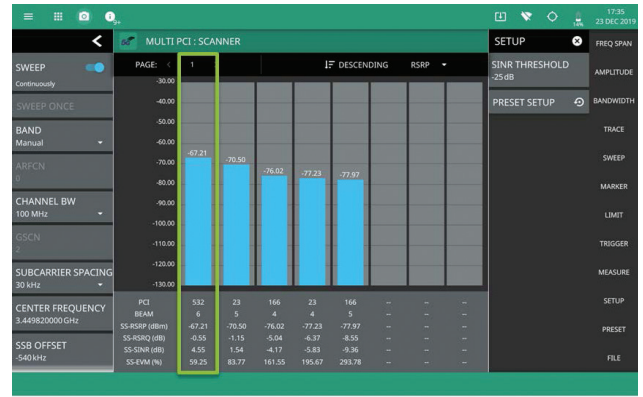 9+
14%
17:35
23 DEC 2019
MULTI PCI : SCANNER
SWEEP
Continuously
SWEEP ONCE
BAND
Manual
ARFCN
0
CHANNEL BW
100 MHz
GSCN
2
SUBCARRIER SPACING
30 kHz
CENTER FREQUENCY
3.449820000 GHz
SSB OFFSET
-540 kHz
PAGE: < 1
DESCENDING RSRP
-30.00
-40.00
-50.00
-60.00
-70.00
-80.00
-90.00
-100.00
-110.00
-120.00
-130.00
-67.21 -70.50 -76.02 -77.23 -77.97
PCI 532 23 166 23 166 -- -- --
BEAM 6 5 4 4 5 -- -- --
SS-RSRP (dBm) -67.21 -70.50 -76.02 -77.23 -77.97 -- -- --
SS-RSRQ (dB) -0.55 -1.15 -5.04 -6.37 -8.55 -- -- --
SS-SINR (dB) 4.55 1.54 -4.17 -5.83 -9.36 -- -- --
SS-EVM (%) 59.25 83.77 161.55 195.67 293.78 -- -- --
SETUP
SINR THRESHOLD
-25 dB
PRESET SETUP
FREQ SPAN
AMPLITUDE
BANDWIDTH
TRACE
SWEEP
MARKER
LIMIT
TRIGGER
MEASURE
SETUP
PRESET
FILE